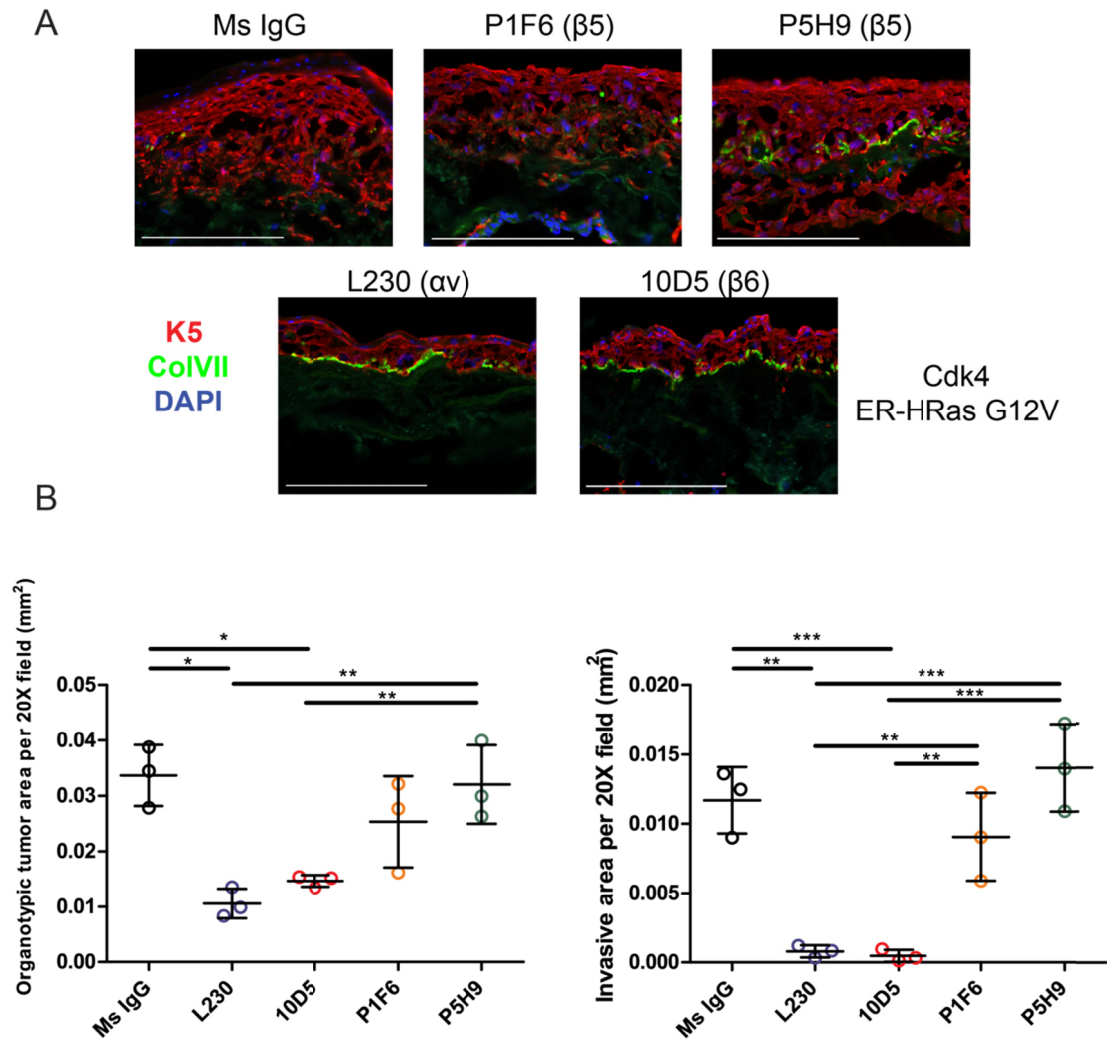 A
Ms IgG
P1F6 (β5)
P5H9 (β5)
L230 (αv)
10D5 (β6)
K5
ColVII
DAPI
Cdk4
ER-HRas G12V
B
Organotypic tumor area per 20X field (mm²)
*
*
**
**
0.05
0.04
0.03
0.02
0.01
0.00
Ms IgG
L230
10D5
P1F6
P5H9
Invasive area per 20X field (mm²)
***
**
***
***
**
**
0.020
0.015
0.010
0.005
0.000
Ms IgG
L230
10D5
P1F6
P5H9